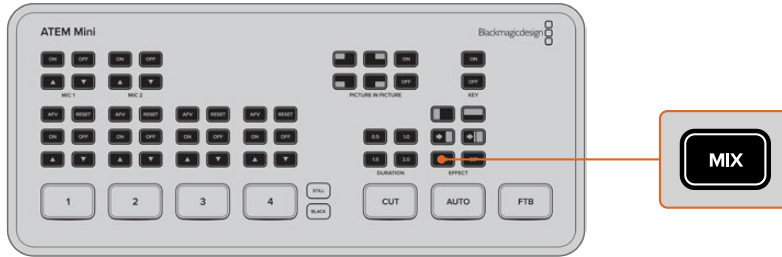 ATEM Mini
Blackmagicdesign
ON OFF ON OFF ON ON
▲ ▼ ▲ ▼ OFF OFF
MIC 1 MIC 2 PICTURE IN PICTURE KEY
AFV RESET AFV RESET AFV RESET AFV RESET
ON OFF ON OFF ON OFF ON OFF 0.5 1.0
▲ ▼ ▲ ▼ ▲ ▼ ▲ ▼ 1.5 2.0
DURATION EFFECT
1 2 3 4 STILL BLACK CUT AUTO FTB
MIX